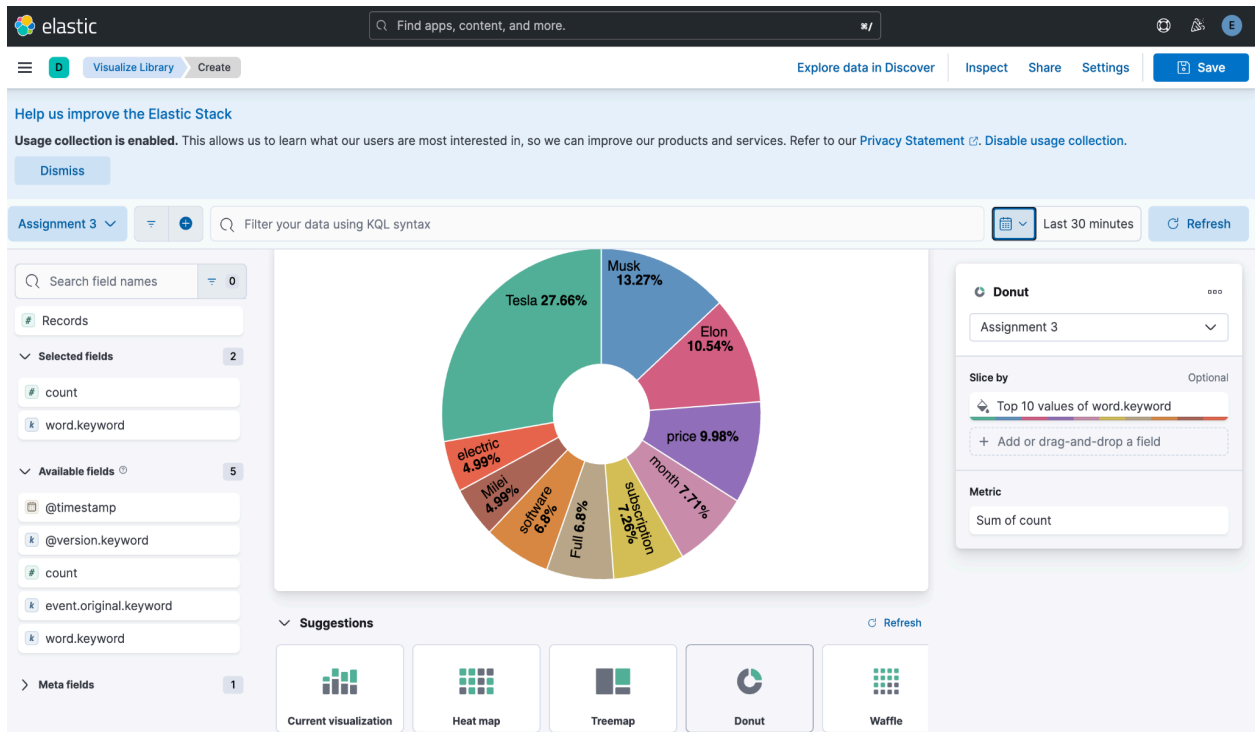 elastic
Find apps, content, and more.
⌘/
E
D
Visualize Library
Create
Explore data in Discover
Inspect
Share
Settings
Save
Help us improve the Elastic Stack
Usage collection is enabled. This allows us to learn what our users are most interested in, so we can improve our products and services. Refer to our Privacy Statement. Disable usage collection.
Dismiss
Assignment 3
Filter your data using KQL syntax
Last 30 minutes
Refresh
Search field names
0
# Records
Selected fields
2
# count
k word.keyword
Available fields
5
@timestamp
k @version.keyword
# count
k event.original.keyword
k word.keyword
Meta fields
1
Musk
13.27%
Tesla 27.66%
Elon
10.54%
price 9.98%
month 7.71%
subscription
7.26%
Full 6.8%
software
6.8%
Milei
4.99%
electric
4.99%
Suggestions
Refresh
Current visualization
Heat map
Treemap
Donut
Waffle
Donut
Assignment 3
Slice by
Optional
Top 10 values of word.keyword
+ Add or drag-and-drop a field
Metric
Sum of count